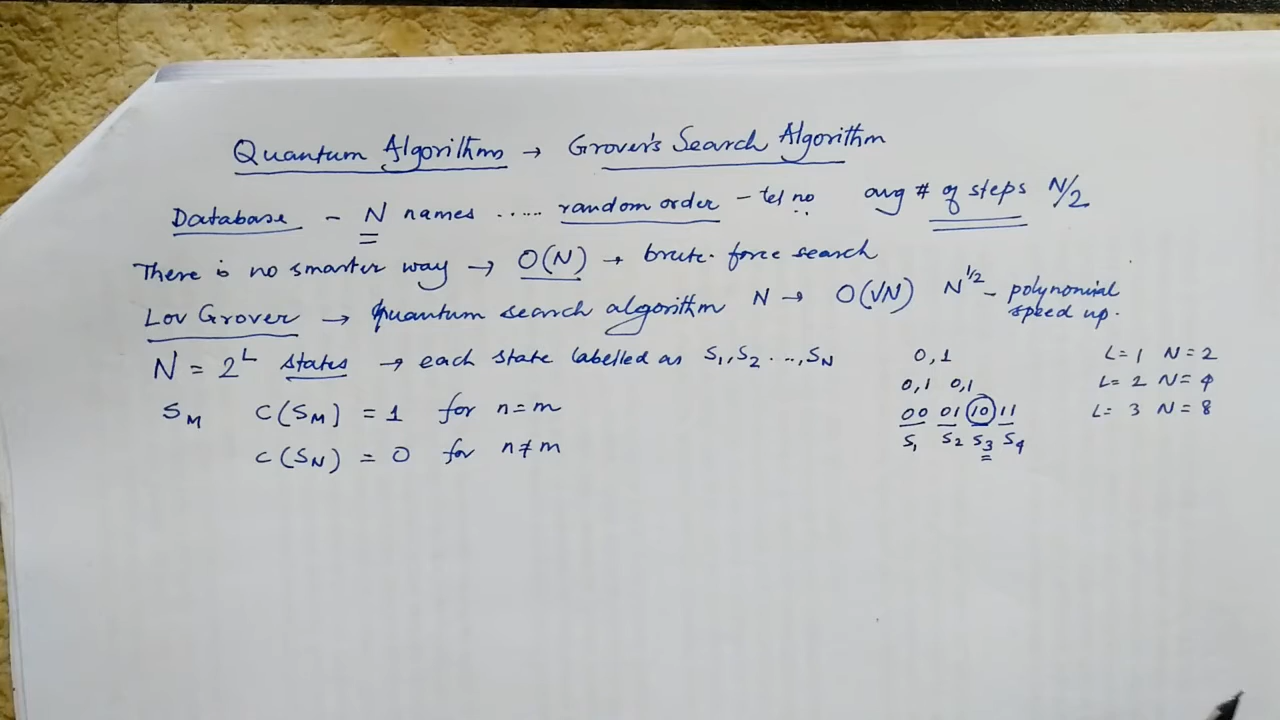 Quantum Algorithms → Grover's Search Algorithm
Database - N names ...... random order - tel no avg # of steps N/2
There is no smarter way → O(N) → brute-force search
Lov Grover → Quantum search algorithm N → O(√N) N^1/2 - polynomial speed up.
N = 2^L states → each state labelled as S1, S2 ..., SN
0, 1
L=1 N=2
0,1 0,1
L=2 N=4
SM C(SM) = 1 for n=m
00 01 10 11
L=3 N=8
S1 S2 S3 S4
C(SN) = 0 for n≠m